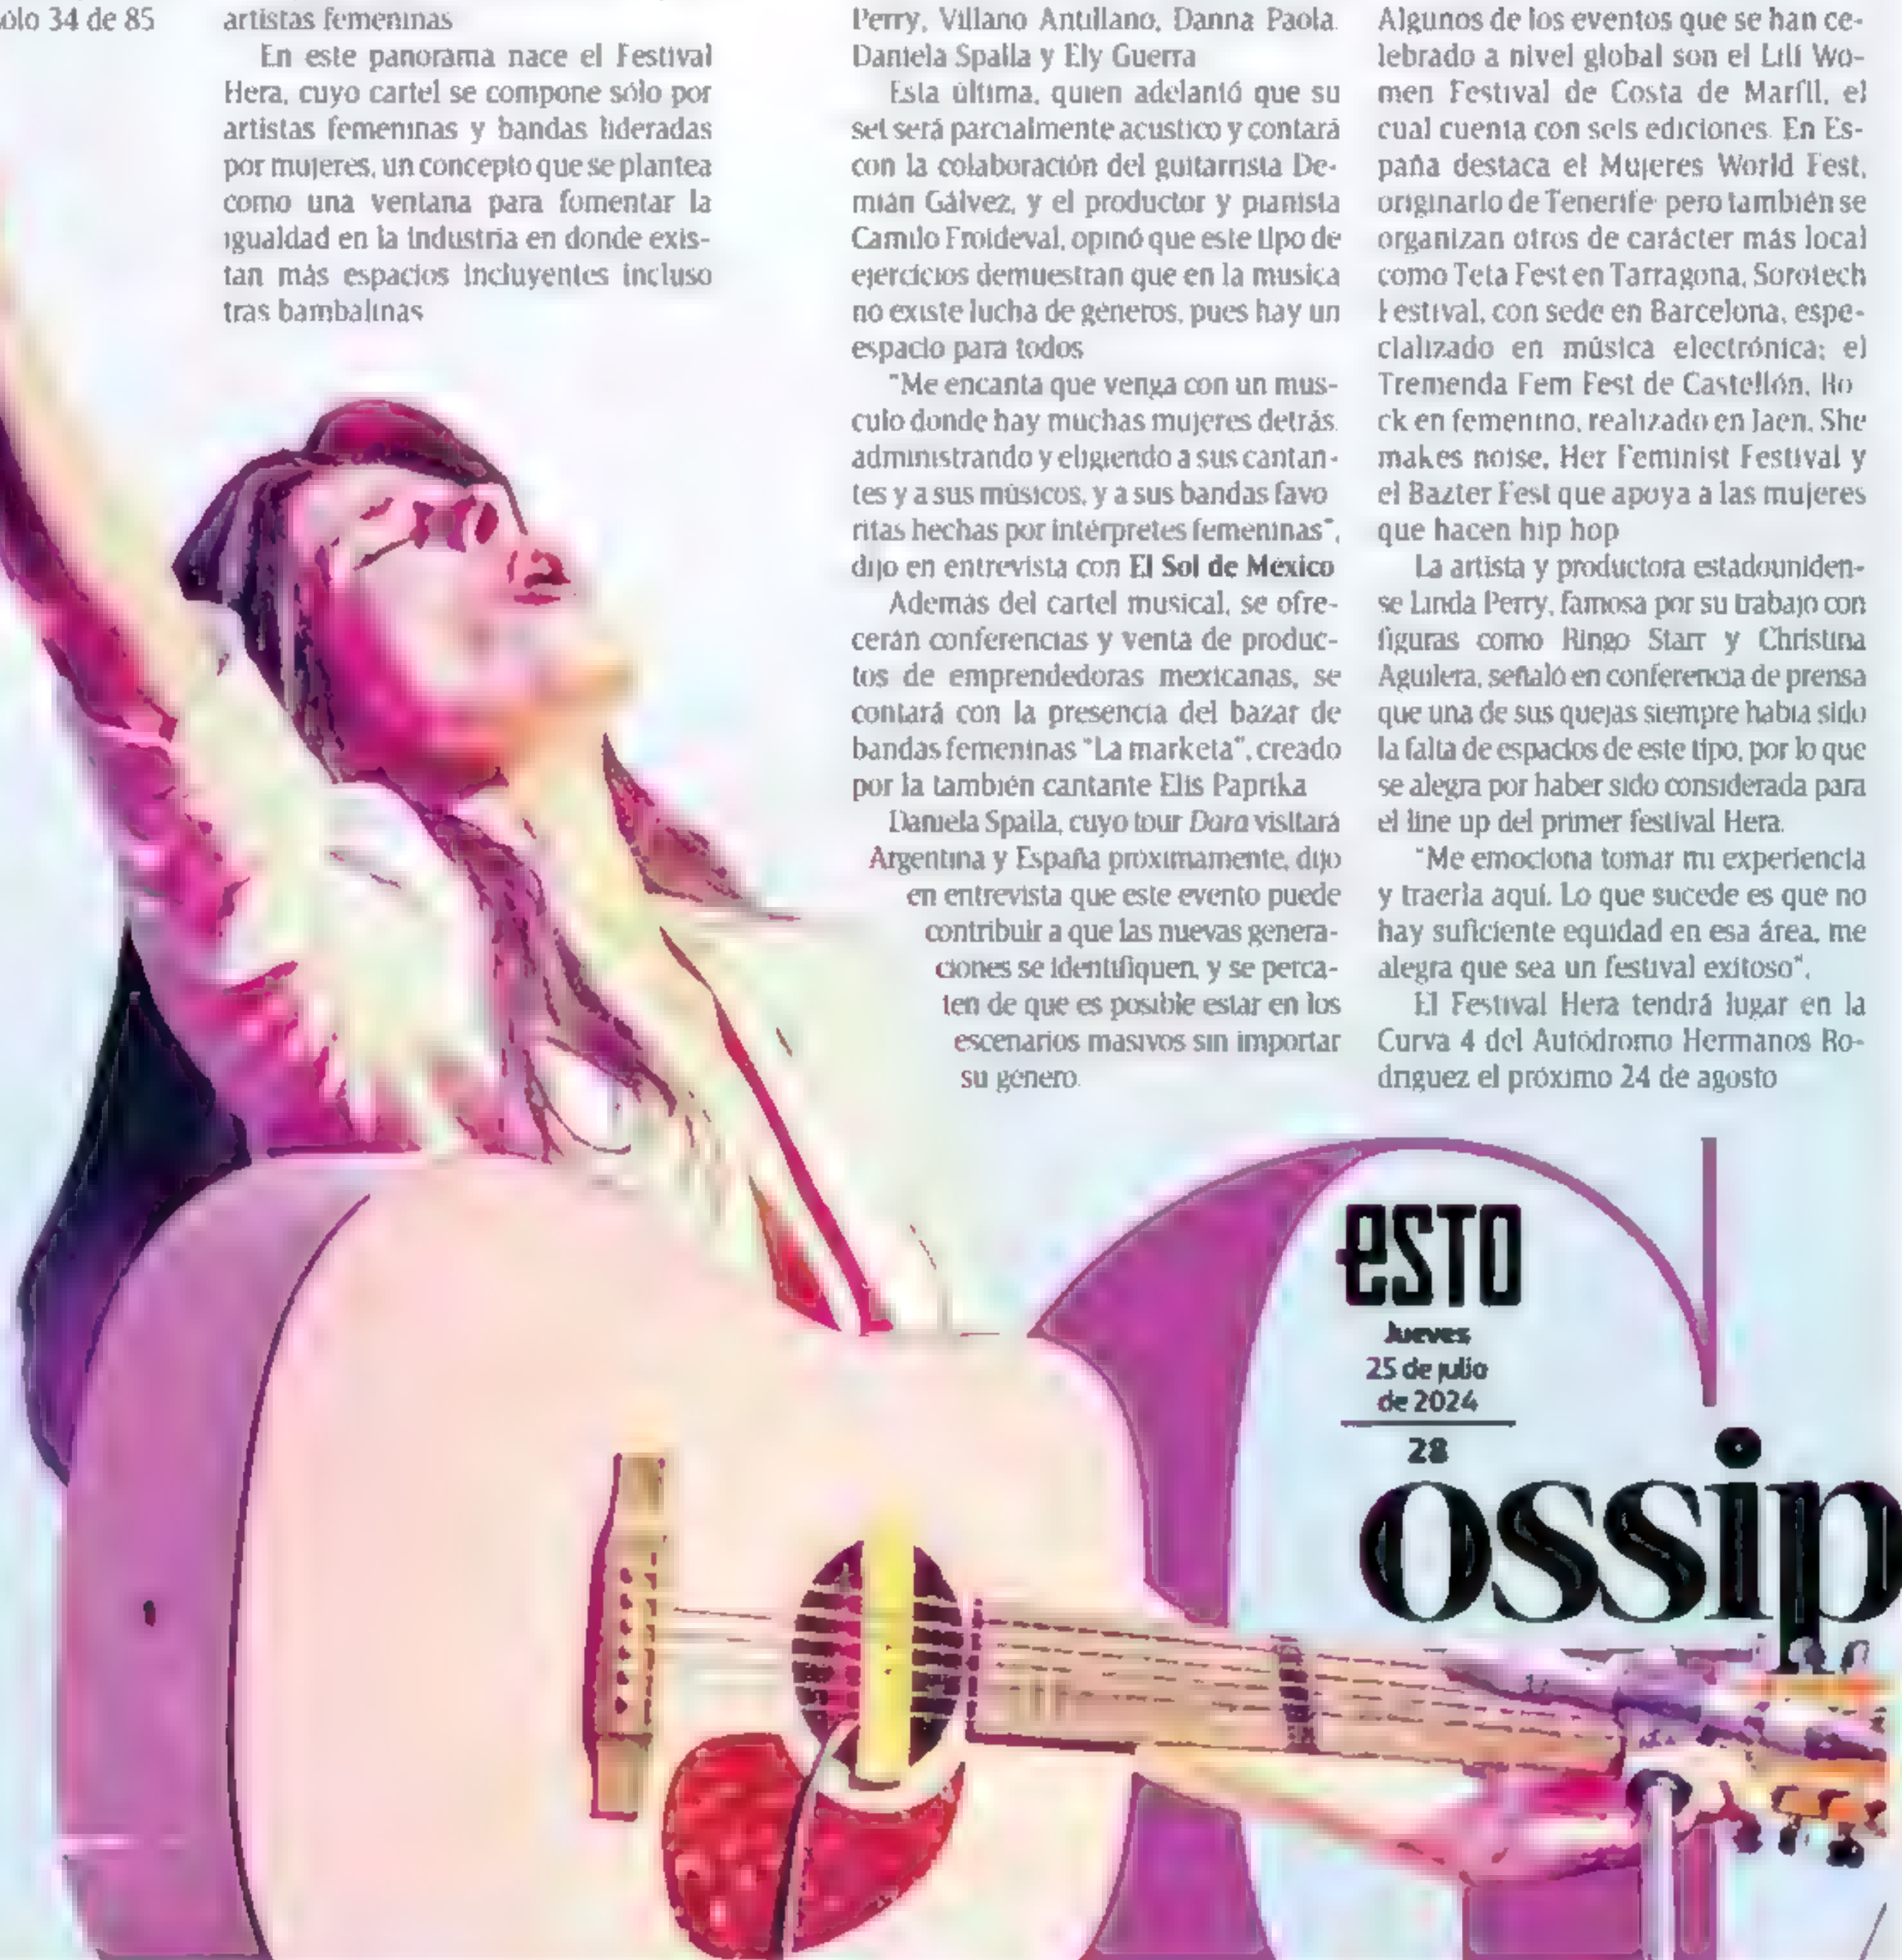 ólo 34 de 85
artistas femeninas
En este panorama nace el Festival
Hera, cuyo cartel se compone sólo por
artistas femeninas y bandas lideradas
por mujeres, un concepto que se plantea
como una ventana para fomentar la
igualdad en la industria en donde exis-
tan más espacios incluyentes incluso
tras bambalinas
Perry, Villano Antillano, Danna Paola.
Daniela Spalla y Ely Guerra
Esta última, quien adelantó que su
set será parcialmente acustico y contará
con la colaboración del guitarrista De-
mián Gálvez, y el productor y pianista
Camilo Froideval, opinó que este tipo de
ejercicios demuestran que en la musica
no existe lucha de géneros, pues hay un
espacio para todos
"Me encanta que venga con un mus-
culo donde hay muchas mujeres detrás
administrando y eligiendo a sus cantan-
tes y a sus músicos, y a sus bandas favo
ritas hechas por intérpretes femeninas",
dijo en entrevista con El Sol de México
Además del cartel musical, se ofre-
cerán conferencias y venta de produc-
tos de emprendedoras mexicanas, se
contará con la presencia del bazar de
bandas femeninas "La marketa", creado
por la también cantante Elis Paprika
Daniela Spalla, cuyo tour Dara visitará
Argentina y España próximamente, dijo
en entrevista que este evento puede
contribuir a que las nuevas genera-
ciones se identifiquen, y se perca-
ten de que es posible estar en los
escenarios masivos sin importar
su género.
Algunos de los eventos que se han ce-
lebrado a nivel global son el Lili Wo-
men Festival de Costa de Marfil, el
cual cuenta con seis ediciones. En Es-
paña destaca el Mujeres World Fest,
originario de Tenerife pero también se
organizan otros de carácter más local
como Teta Fest en Tarragona, Sorotech
Festival, con sede en Barcelona, espe-
cializado en música electrónica; el
Tremenda Fem Fest de Castellón, Ro
ck en femenino, realizado en Jaen, She
makes noise, Her Feminist Festival y
el Bazter Fest que apoya a las mujeres
que hacen hip hop
La artista y productora estadouniden-
se Linda Perry, famosa por su trabajo con
figuras como Ringo Starr y Christina
Aguilera, señaló en conferencia de prensa
que una de sus quejas siempre había sido
la falta de espacios de este tipo, por lo que
se alegra por haber sido considerada para
el line up del primer festival Hera.
"Me emociona tomar mi experiencia
y traerla aquí. Lo que sucede es que no
hay suficiente equidad en esa área, me
alegra que sea un festival exitoso",
El Festival Hera tendrá lugar en la
Curva 4 del Autódromo Hermanos Ro-
driguez el próximo 24 de agosto
esto
Jueves
25 de julio
de 2024
28
ossip